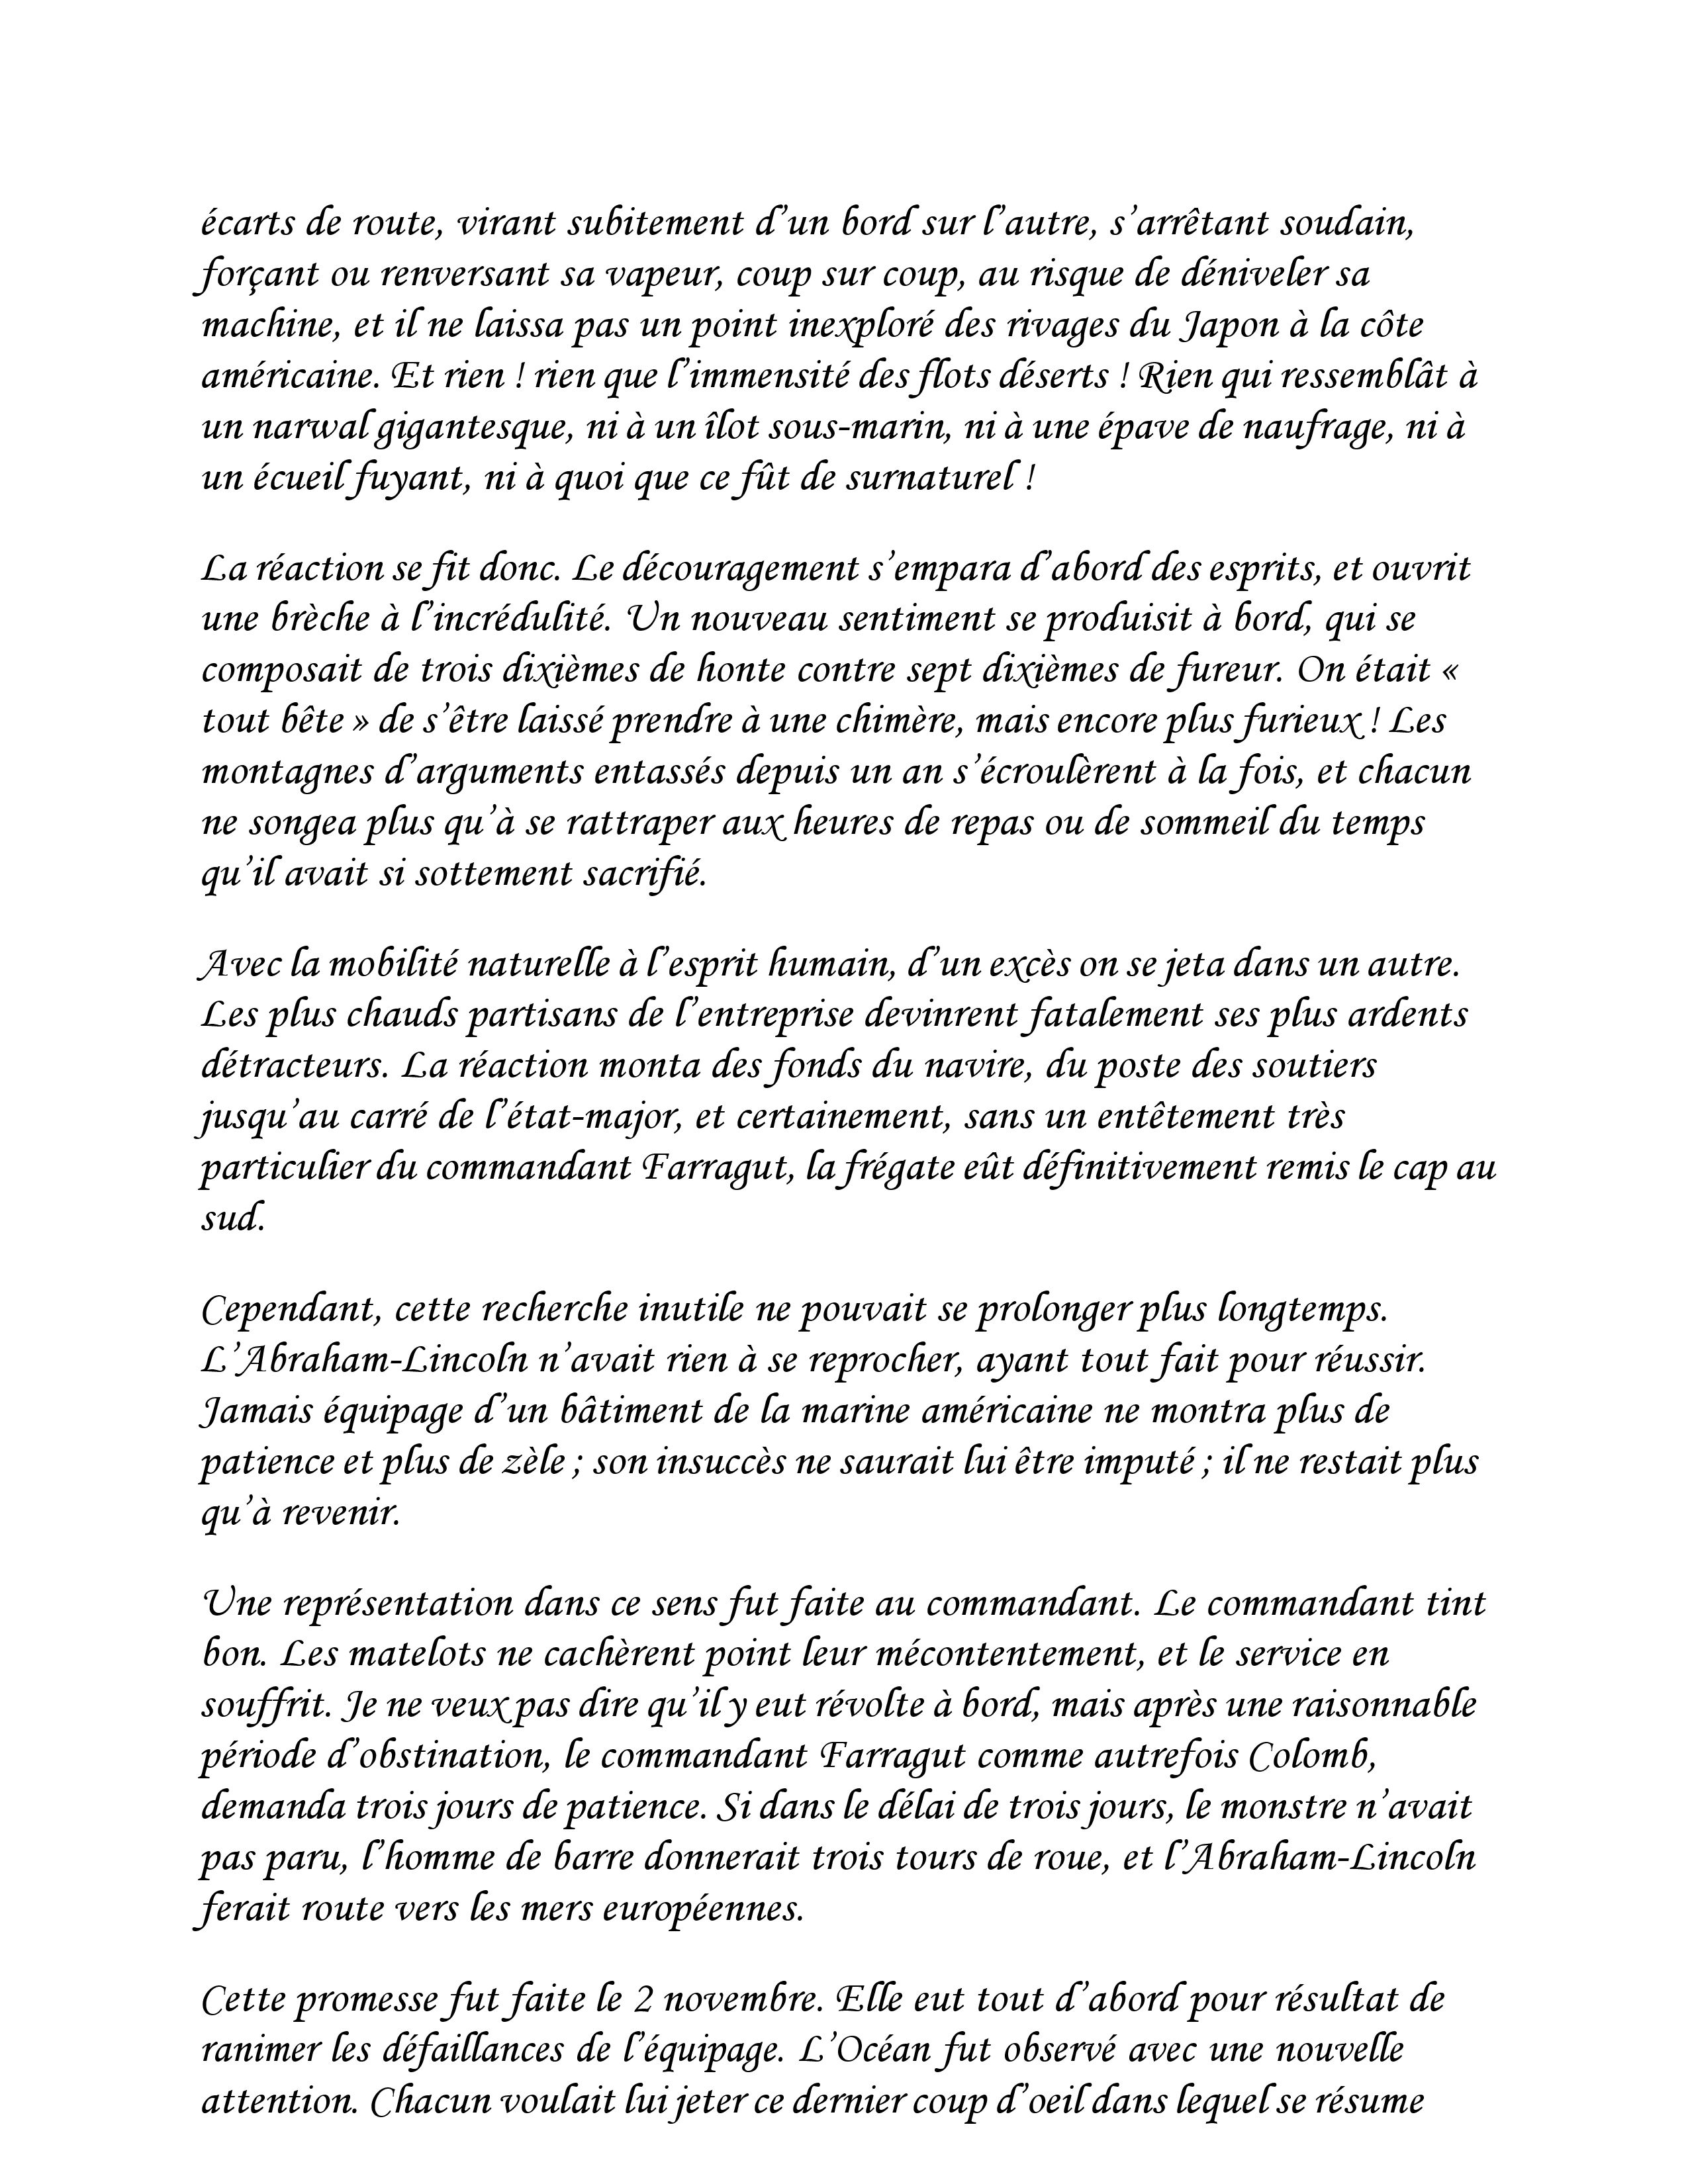 écarts de route, virant subitement d’un bord sur l’autre, s’arrêtant soudain,
forçant ou renversant sa vapeur, coup sur coup, au risque de déniveler sa
machine, et il ne laissa pas un point inexploré des rivages du Japon à la côte
américaine. Et rien ! rien que l’immensité des flots déserts ! Rien qui ressemblât à
un narwal gigantesque, ni à un îlot sous-marin, ni à une épave de naufrage, ni à
un écueil fuyant, ni à quoi que ce fût de surnaturel !
La réaction se fit donc. Le découragement s’empara d’abord des esprits, et ouvrit
une brèche à l’incrédulité. Un nouveau sentiment se produisit à bord, qui se
composait de trois dixièmes de honte contre sept dixièmes de fureur. On était «
tout bête » de s’être laissé prendre à une chimère, mais encore plus furieux ! Les
montagnes d’arguments entassés depuis un an s’écroulèrent à la fois, et chacun
ne songea plus qu’à se rattraper aux heures de repas ou de sommeil du temps
qu’il avait si sottement sacrifié.
Avec la mobilité naturelle à l’esprit humain, d’un excès on se jeta dans un autre.
Les plus chauds partisans de l’entreprise devinrent fatalement ses plus ardents
détracteurs. La réaction monta des fonds du navire, du poste des soutiers
jusqu’au carré de l’état-major, et certainement, sans un entêtement très
particulier du commandant Farragut, la frégate eût définitivement remis le cap au
sud.
Cependant, cette recherche inutile ne pouvait se prolonger plus longtemps.
L’Abraham-Lincoln n’avait rien à se reprocher, ayant tout fait pour réussir.
Jamais équipage d’un bâtiment de la marine américaine ne montra plus de
patience et plus de zèle ; son insuccès ne saurait lui être imputé ; il ne restait plus
qu’à revenir.
Une représentation dans ce sens fut faite au commandant. Le commandant tint
bon. Les matelots ne cachèrent point leur mécontentement, et le service en
souffrit. Je ne veux pas dire qu’il y eut révolte à bord, mais après une raisonnable
période d’obstination, le commandant Farragut comme autrefois Colomb,
demanda trois jours de patience. Si dans le délai de trois jours, le monstre n’avait
pas paru, l’homme de barre donnerait trois tours de roue, et l’Abraham-Lincoln
ferait route vers les mers européennes.
Cette promesse fut faite le 2 novembre. Elle eut tout d’abord pour résultat de
ranimer les défaillances de l’équipage. L’Océan fut observé avec une nouvelle
attention. Chacun voulait lui jeter ce dernier coup d’oeil dans lequel se résume